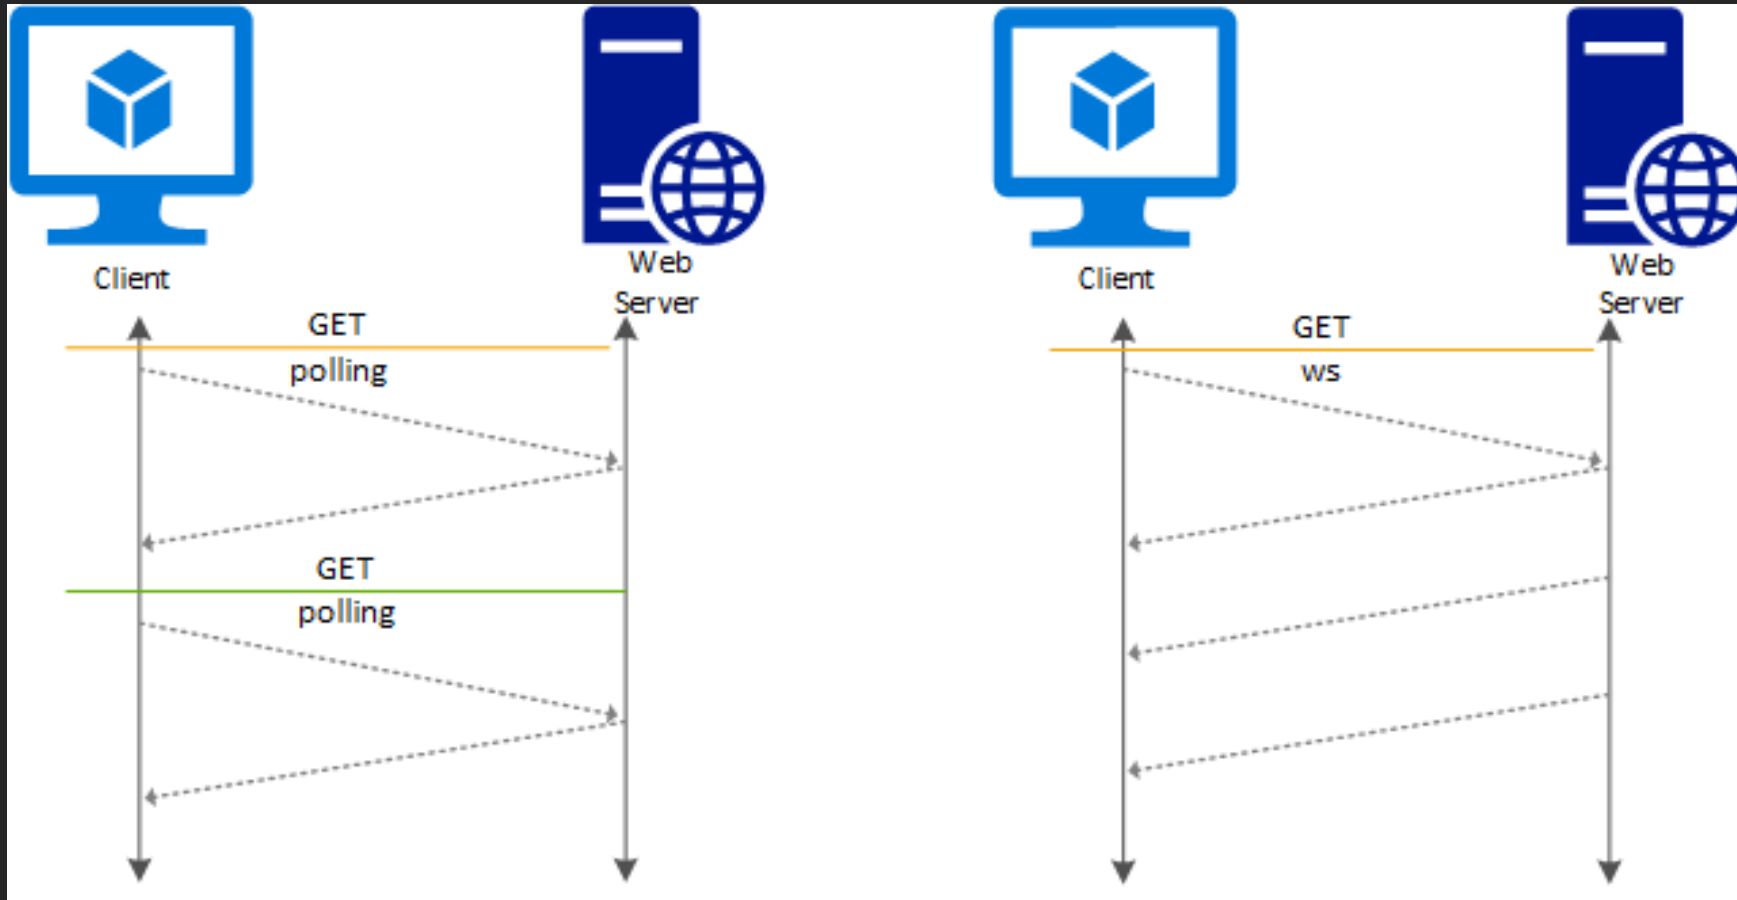 Client
Web
Server
GET
polling
GET
polling
Client
Web
Server
GET
ws